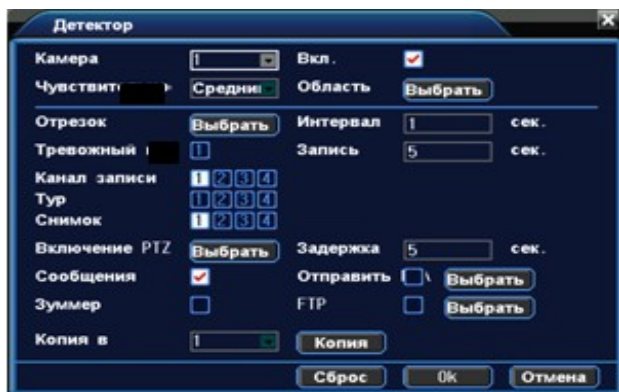 Детектор
Камера 1 Вкл.
Средни Область Выбрать
Отрезок Выбрать Интервал 1 сек.
Тревожный 1 Запись 5 сек.
Канал записи 1 2 3 4
Тур 1 2 3 4
Снимок 1 2 3 4
Включение PTZ Выбрать Задержка 5 сек.
Сообщения Отправить Выбрать
Зуммер FTP Выбрать
Копия в 1 Копия
Сброс Ok Отмена